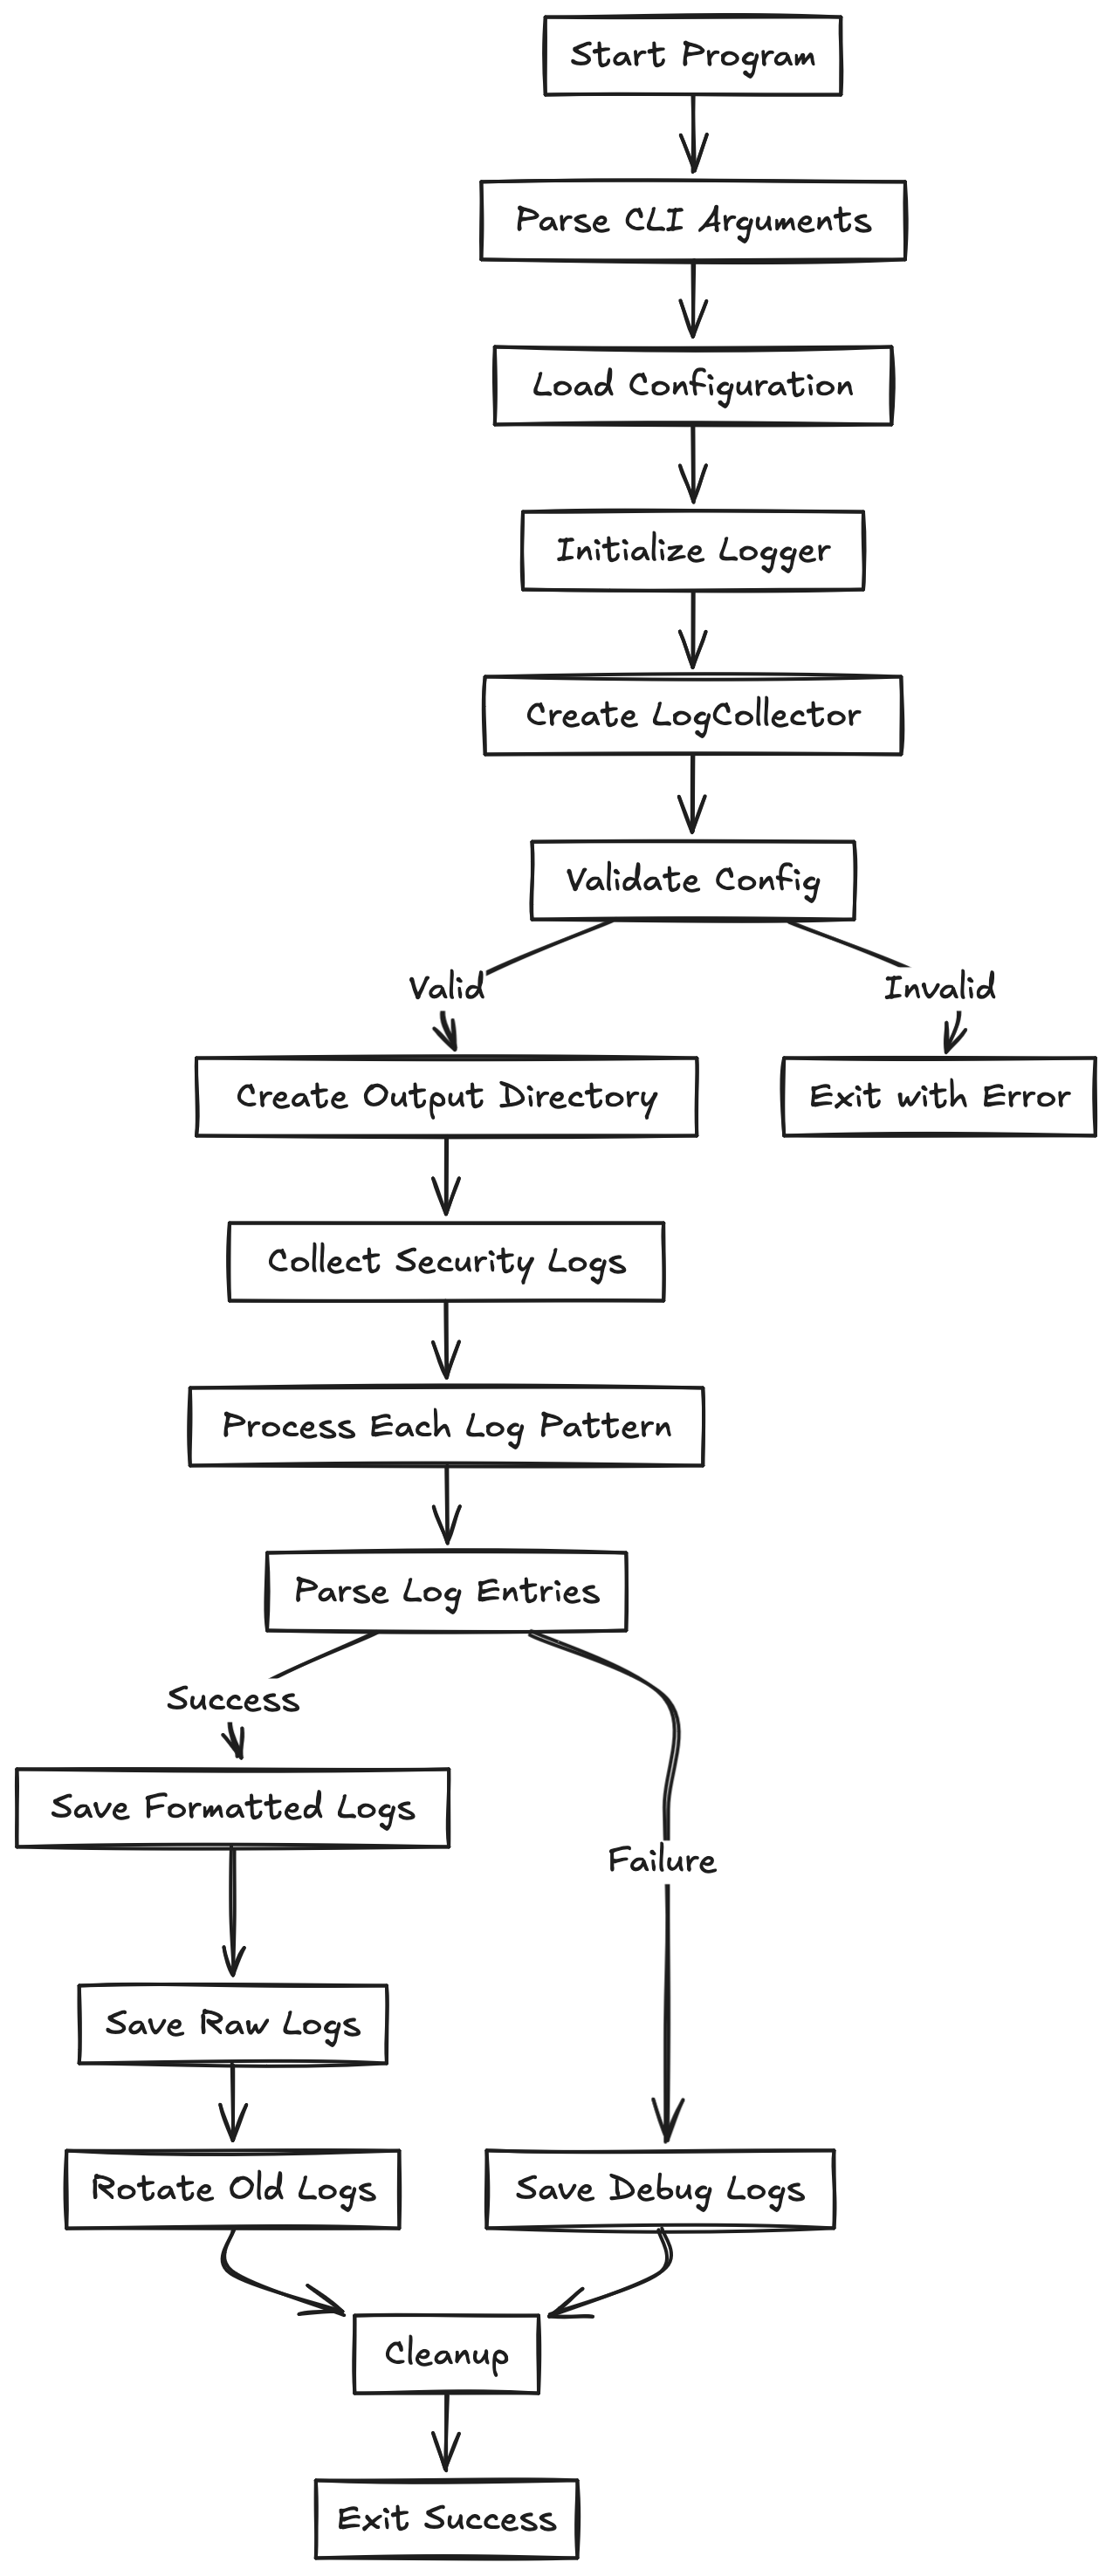 Start Program
Parse CLI Arguments
Load Configuration
Initialize Logger
Create LogCollector
Validate Config
Valid
Invalid
Create Output Directory
Exit with Error
Collect Security Logs
Process Each Log Pattern
Parse Log Entries
Success
Save Formatted Logs
Failure
Save Raw Logs
Rotate Old Logs
Save Debug Logs
Cleanup
Exit Success